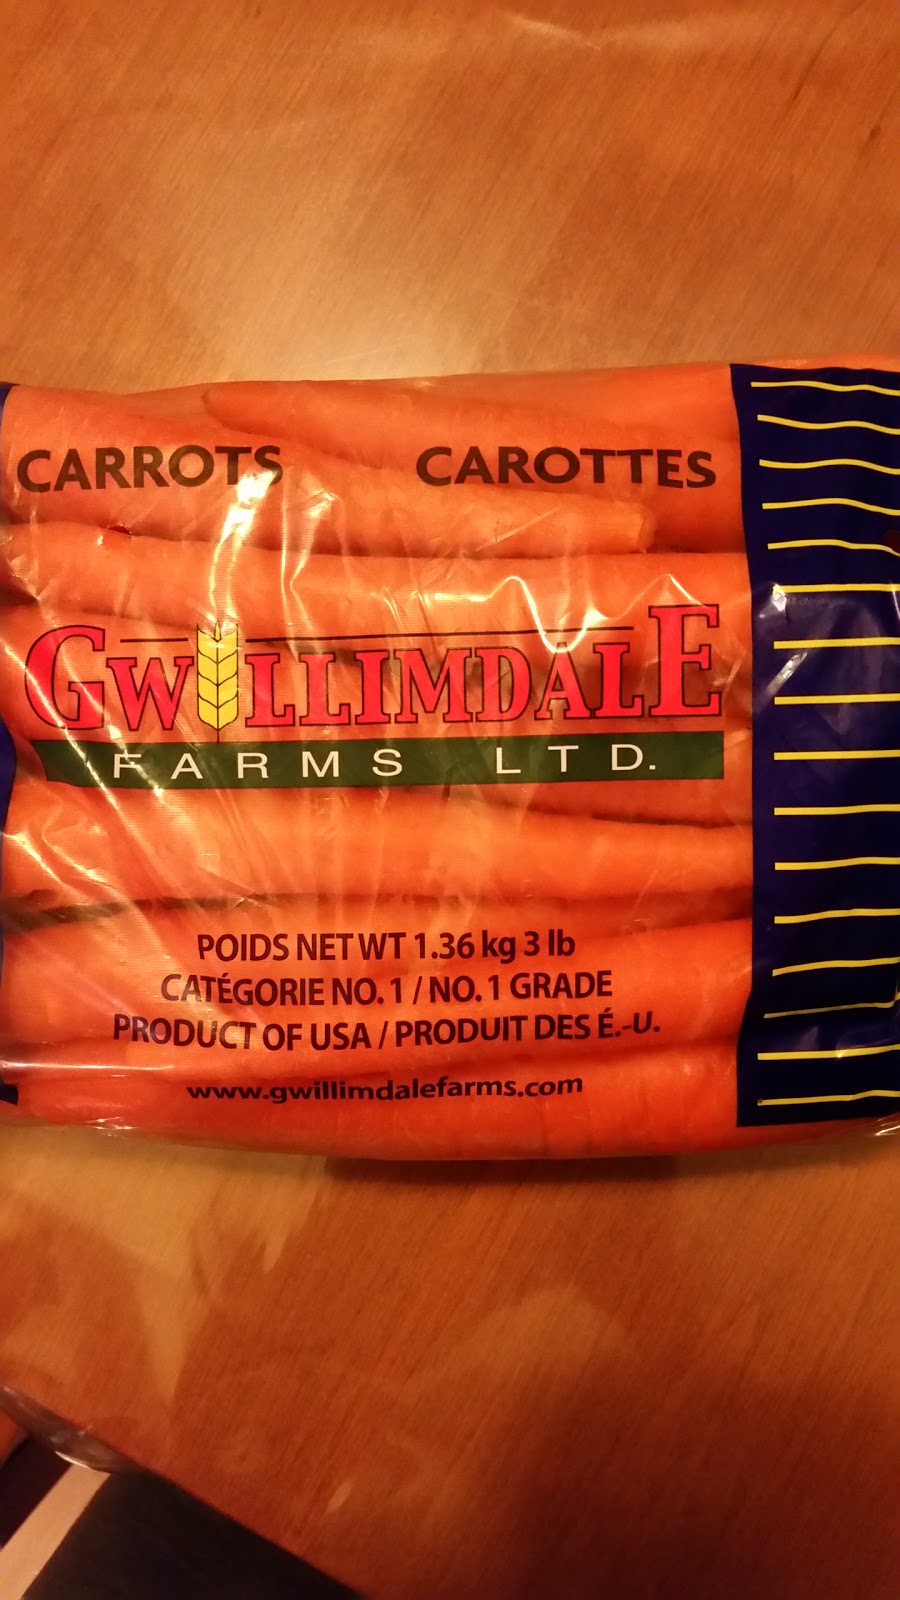 CARROTS CAROTTES
GWILLIMDALE
FARMS LTD.
POIDS NET WT 1.36 kg 3 lb
CATÉGORIE NO. 1 / NO. 1 GRADE
PRODUCT OF USA / PRODUIT DES É.-U.
www.gwillimdalefarms.com